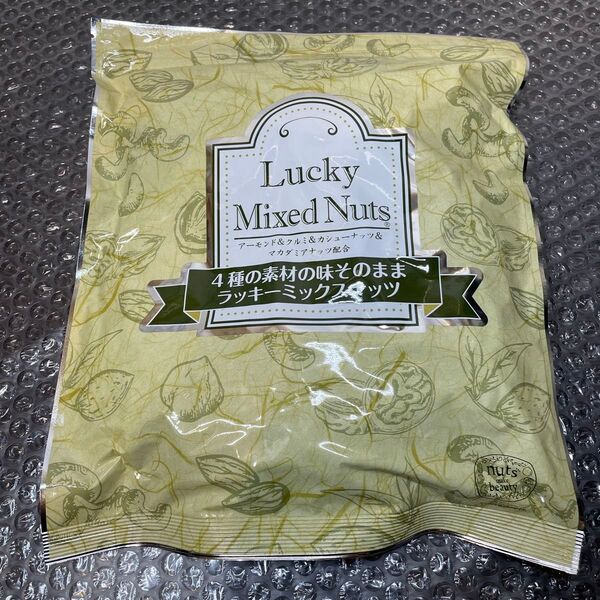 Lucky
Mixed Nuts®
アーモンド&クルミ&カシューナッツ&
マカダミアナッツ配合
4種の素材の味そのまま
ラッキーミックスナッツ
nuts
make
beauty